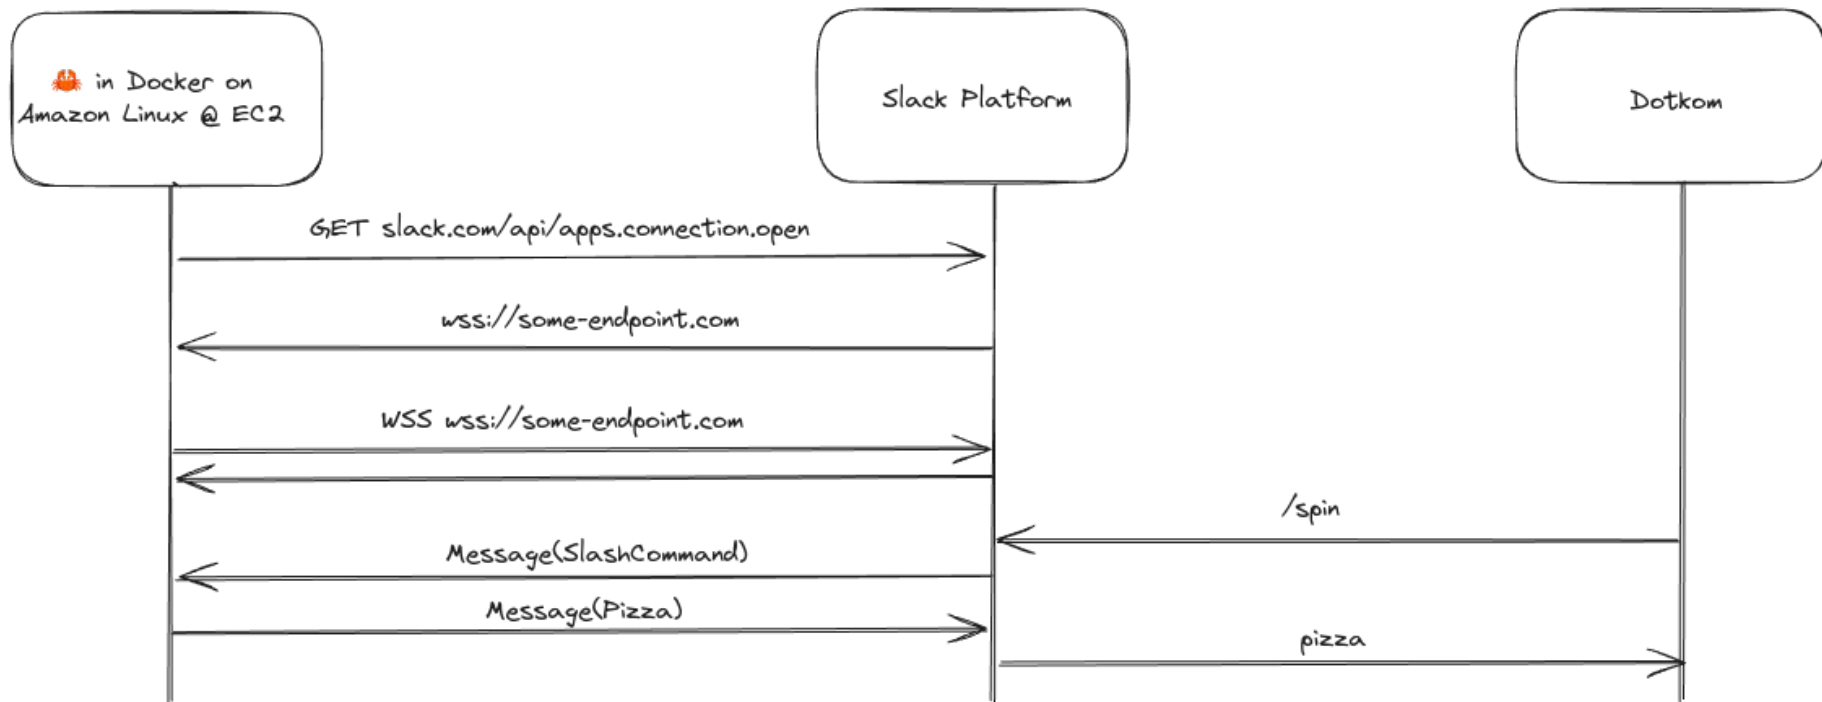 🦀 in Docker on
Amazon Linux @ EC2
Slack Platform
Dotkom
GET slack.com/api/apps.connection.open
wss://some-endpoint.com
WSS wss://some-endpoint.com
/spin
Message(SlashCommand)
Message(Pizza)
pizza